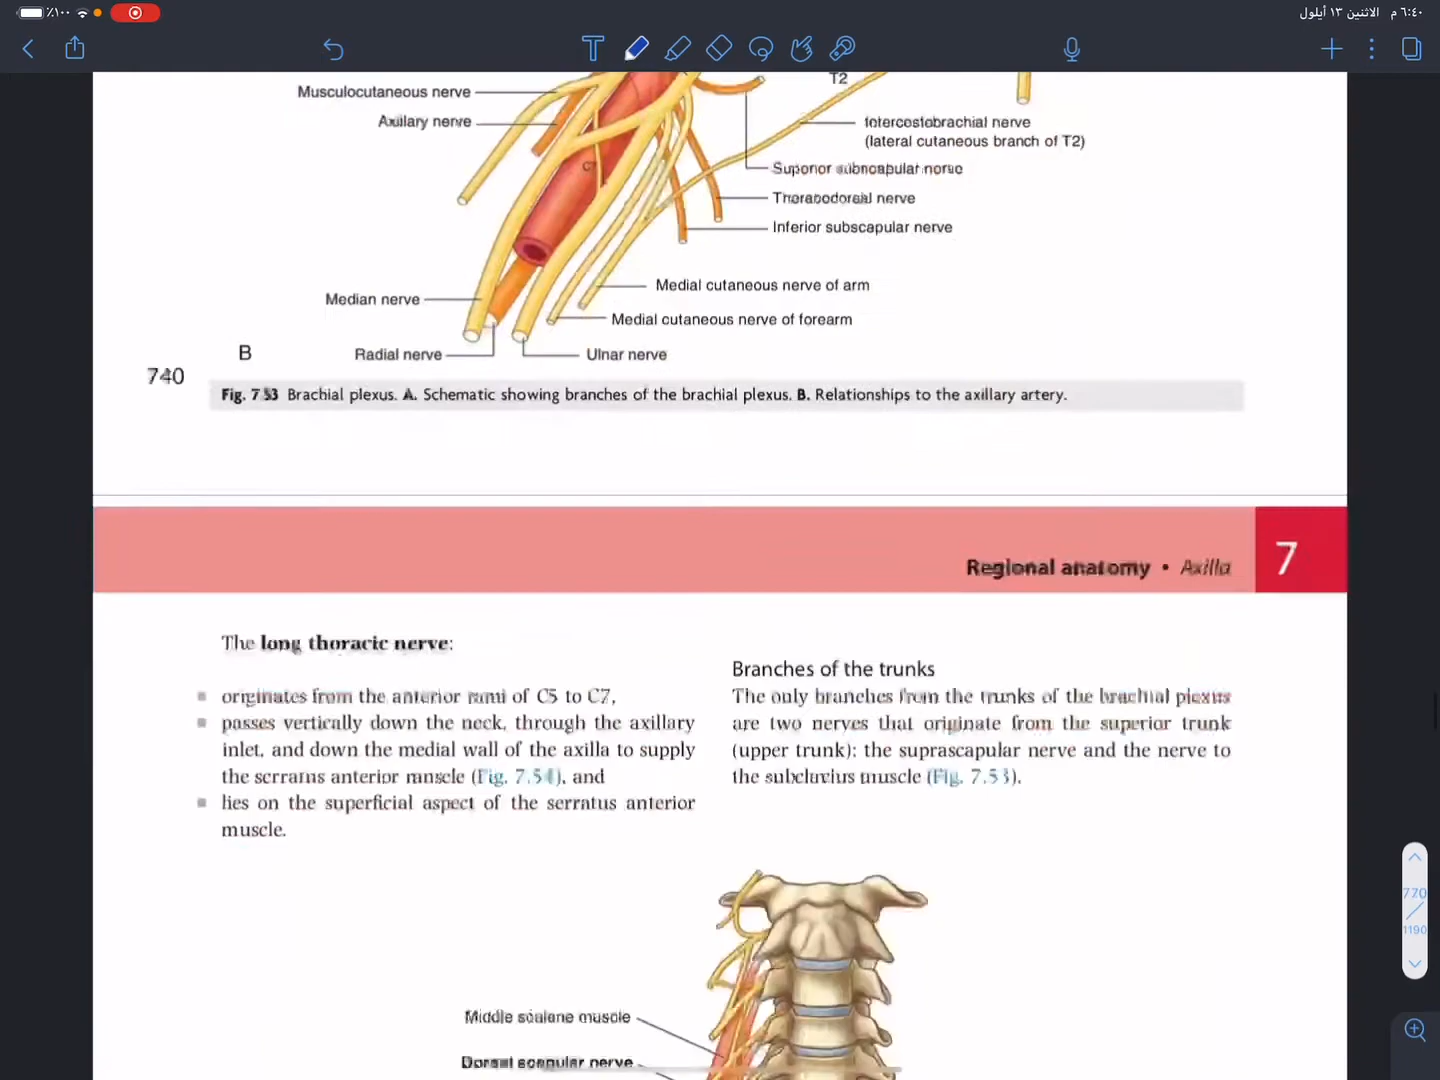 ٪١٠٠
٦:٤٠ م الاثنين ١٣ أيلول
T2
Musculocutaneous nerve
Axillary nerve
Intercostobrachial nerve
(lateral cutaneous branch of T2)
Superior subscapular nerve
Thoracodorsal nerve
Inferior subscapular nerve
Medial cutaneous nerve of arm
Median nerve
Medial cutaneous nerve of forearm
B
Radial nerve
Ulnar nerve
740
Fig. 7.53 Brachial plexus. A. Schematic showing branches of the brachial plexus. B. Relationships to the axillary artery.
Regional anatomy • Axilla
7
The long thoracic nerve:
■ originates from the anterior rami of C5 to C7,
■ passes vertically down the neck, through the axillary
inlet, and down the medial wall of the axilla to supply
the serratus anterior muscle (Fig. 7.54), and
■ lies on the superficial aspect of the serratus anterior
muscle.
Branches of the trunks
The only branches from the trunks of the brachial plexus
are two nerves that originate from the superior trunk
(upper trunk): the suprascapular nerve and the nerve to
the subclavius muscle (Fig. 7.53).
770
1190
Middle scalene muscle
Dorsal scapular nerve